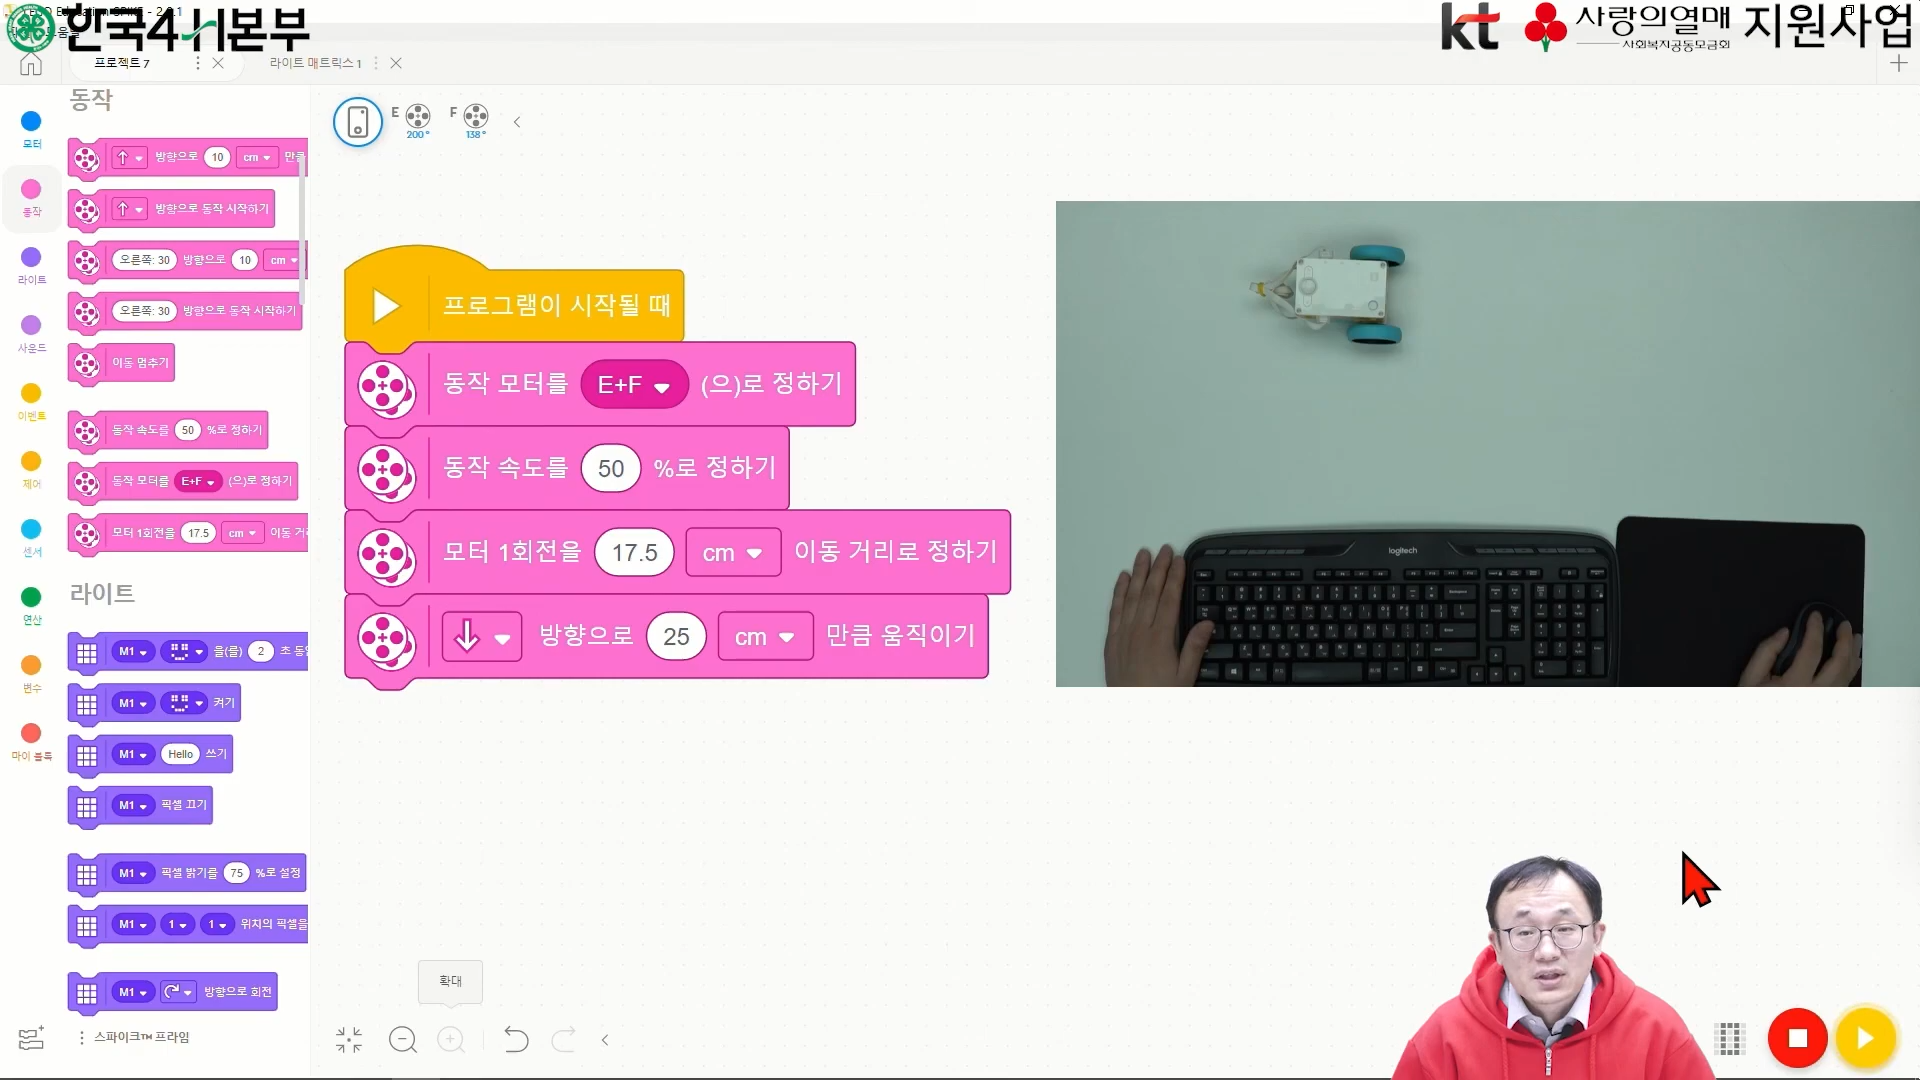 한국4-H본부
kt 사랑의열매 지원사업
사회복지공동모금회
프로젝트 7
라이트 매트릭스 1
모터
동작
라이트
사운드
이벤트
제어
센서
연산
변수
마이 블록
동작
방향으로 10 cm 만큼
방향으로 동작 시작하기
오른쪽: 30 방향으로 10 cm
오른쪽: 30 방향으로 동작 시작하기
이동 멈추기
동작 속도를 50 %로 정하기
동작 모터를 E+F (으)로 정하기
모터 1회전을 17.5 cm 이동 거
라이트
M1 을(를) 2 초 동
M1 켜기
M1 Hello 쓰기
M1 픽셀 끄기
M1 픽셀 밝기를 75 %로 설정
M1 1 1 위치의 픽셀을
M1 방향으로 회전
스파이크™ 프라임
E 200°
F 138°
프로그램이 시작될 때
동작 모터를 E+F (으)로 정하기
동작 속도를 50 %로 정하기
모터 1회전을 17.5 cm 이동 거리로 정하기
방향으로 25 cm 만큼 움직이기
확대
logitech